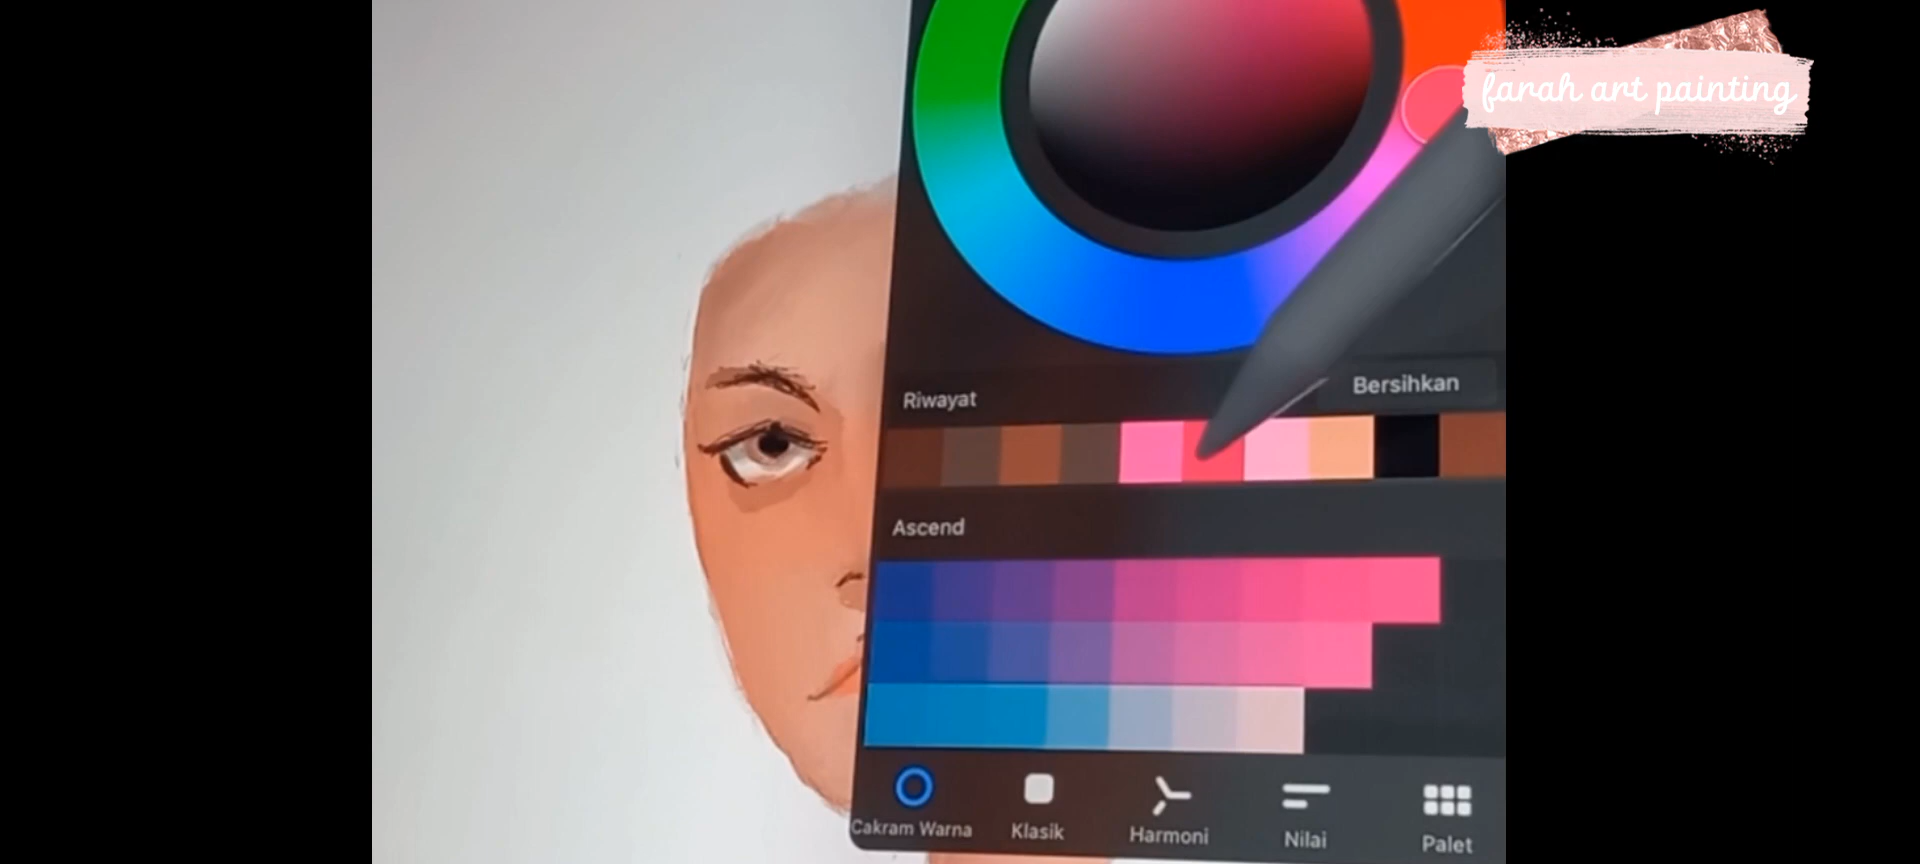 farah art painting
Riwayat
Bersihkan
Ascend
Cakram Warna
Klasik
Harmoni
Nilai
Palet